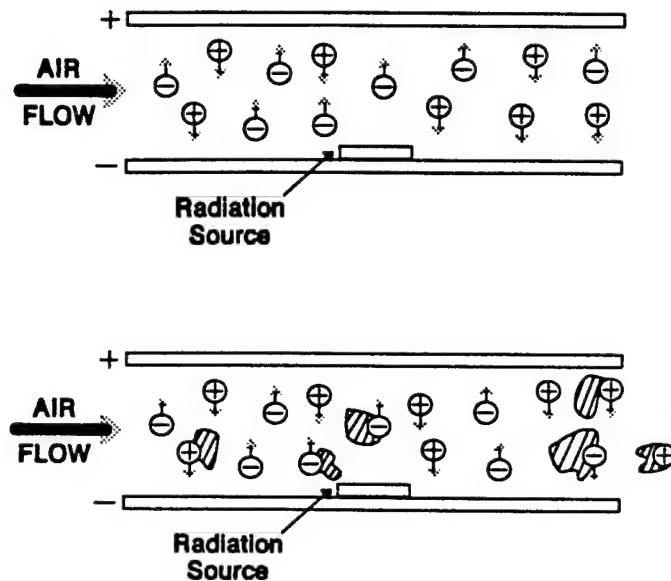 +
AIR
FLOW
−
Radiation
Source
+
AIR
FLOW
−
Radiation
Source